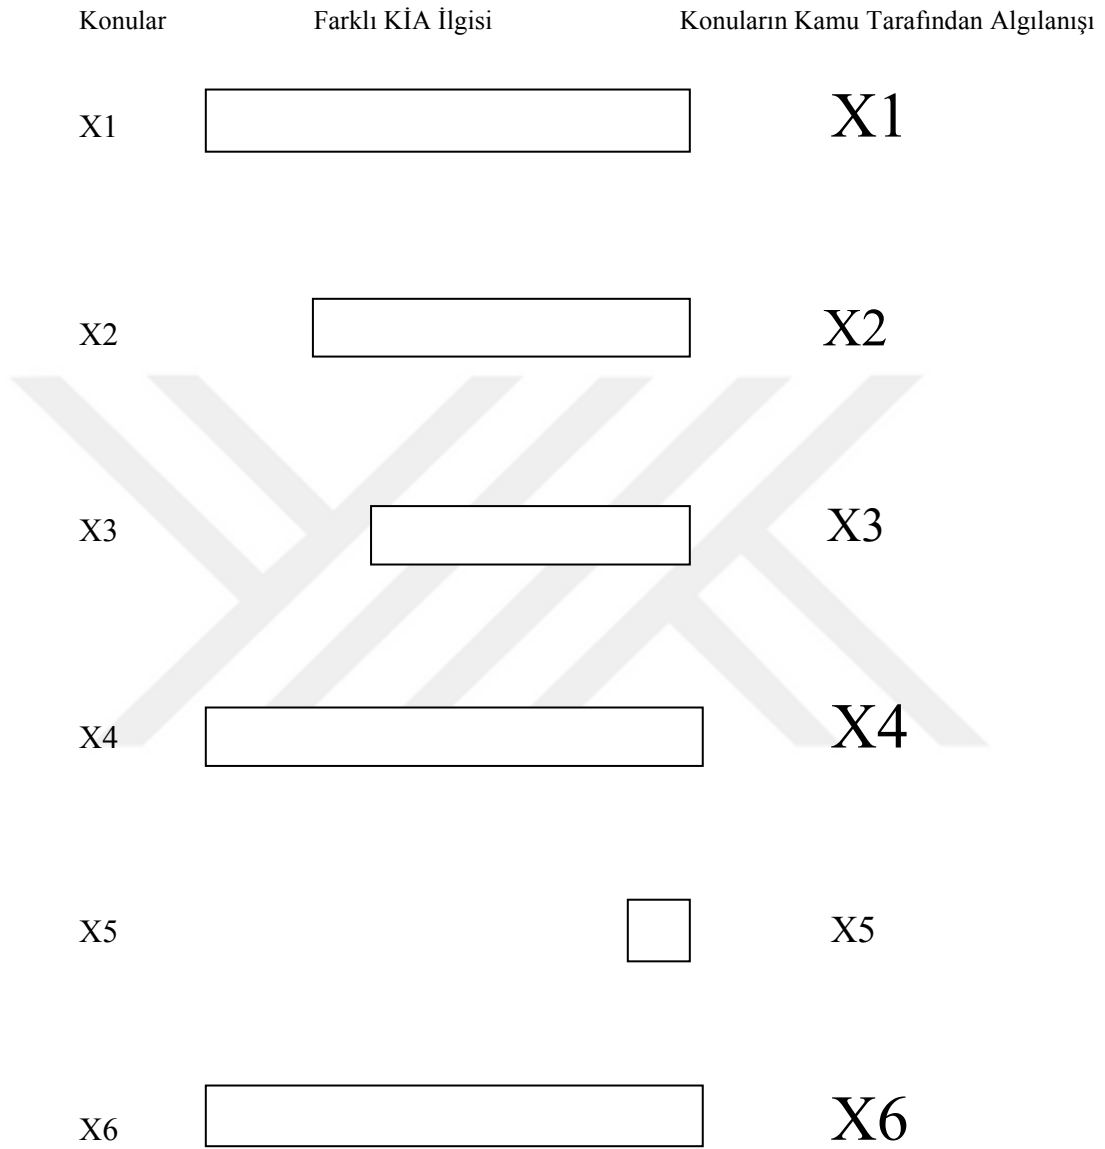 Konular Farklı KİA İlgisi Konuların Kamu Tarafından Algılanışı
X1 X1
X2 X2
X3 X3
X4 X4
X5 X5
X6 X6